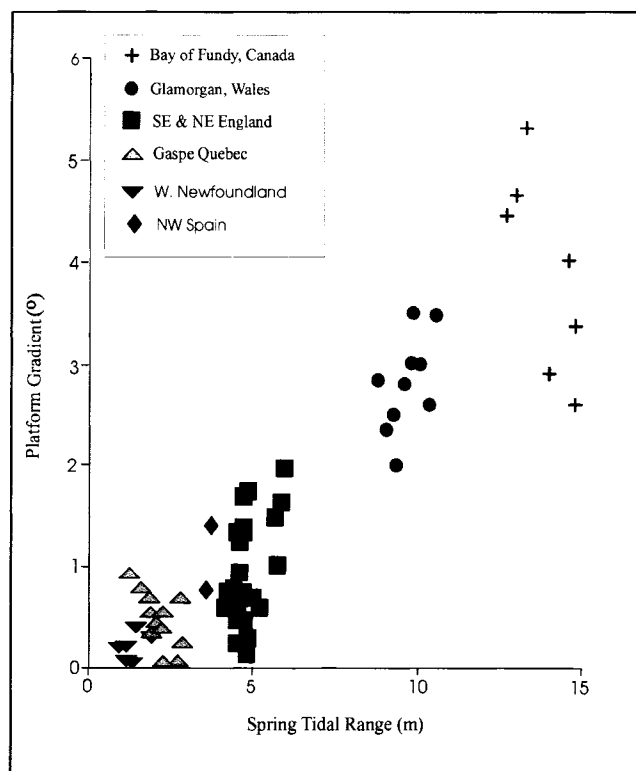 6
5
4
3
2
1
0
Platform Gradient (º)
Bay of Fundy, Canada
Glamorgan, Wales
SE & NE England
Gaspe Quebec
W. Newfoundland
NW Spain
0
5
10
15
Spring Tidal Range (m)